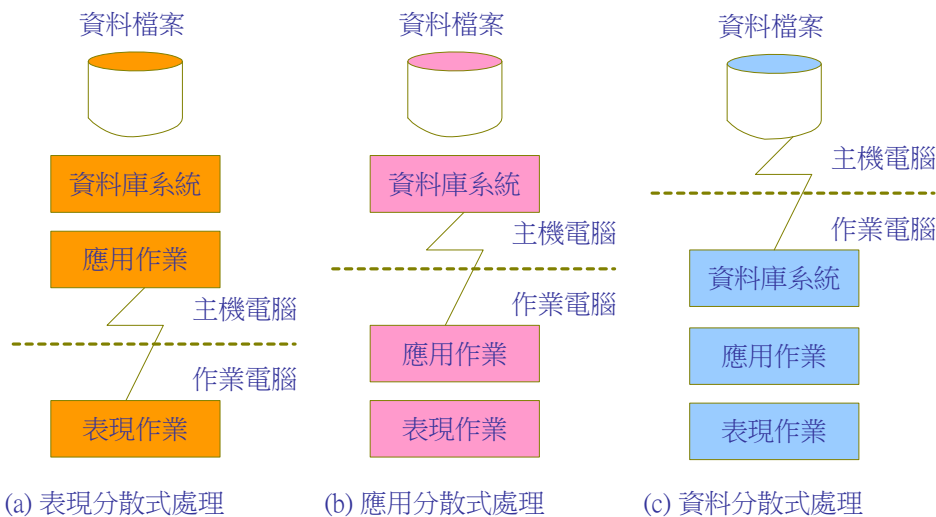 資料檔案
資料庫系統
應用作業
主機電腦
作業電腦
表現作業
(a) 表現分散式處理
資料檔案
資料庫系統
主機電腦
作業電腦
應用作業
表現作業
(b) 應用分散式處理
資料檔案
主機電腦
作業電腦
資料庫系統
應用作業
表現作業
(c) 資料分散式處理